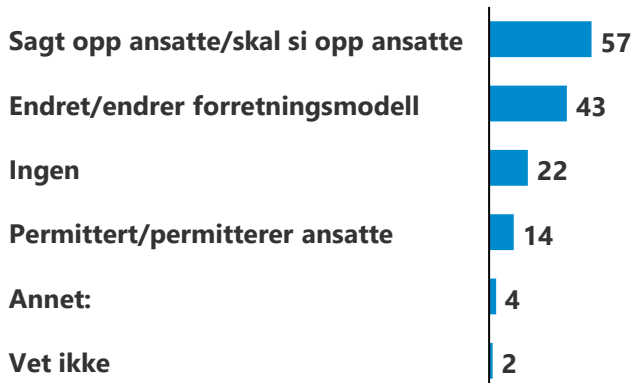 Sagt opp ansatte/skal si opp ansatte 57
Endret/endrer forretningsmodell 43
Ingen 22
Permittert/permitterer ansatte 14
Annet: 4
Vet ikke 2